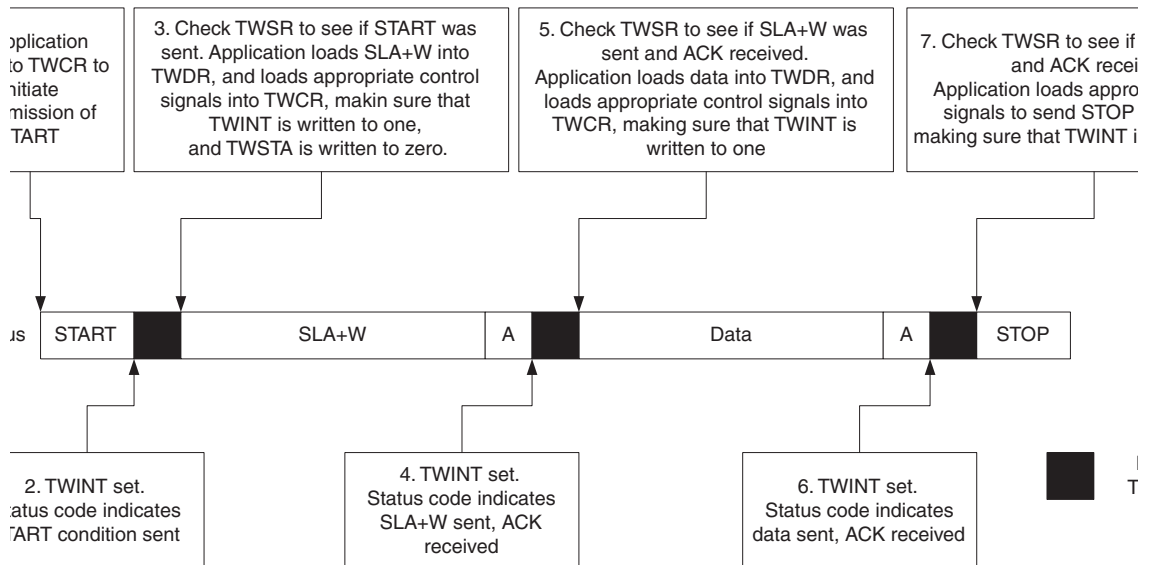 pplication
to TWCR to
nitiate
mission of
TART
3. Check TWSR to see if START was
sent. Application loads SLA+W into
TWDR, and loads appropriate control
signals into TWCR, makin sure that
TWINT is written to one,
and TWSTA is written to zero.
5. Check TWSR to see if SLA+W was
sent and ACK received.
Application loads data into TWDR, and
loads appropriate control signals into
TWCR, making sure that TWINT is
written to one
7. Check TWSR to see if
and ACK recei
Application loads appro
signals to send STOP
making sure that TWINT i
us
START
SLA+W
A
Data
A
STOP
2. TWINT set.
tatus code indicates
TART condition sent
4. TWINT set.
Status code indicates
SLA+W sent, ACK
received
6. TWINT set.
Status code indicates
data sent, ACK received
T